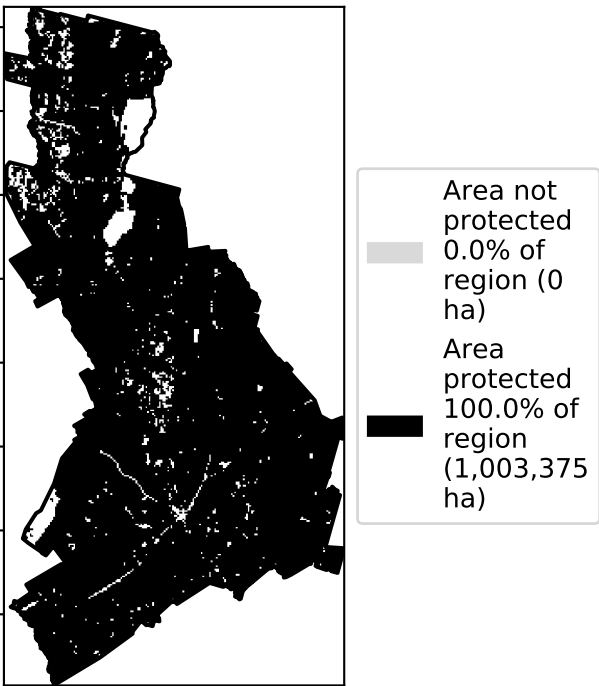 Area not
protected
0.0% of
region (0
ha)
Area
protected
100.0% of
region
(1,003,375
ha)